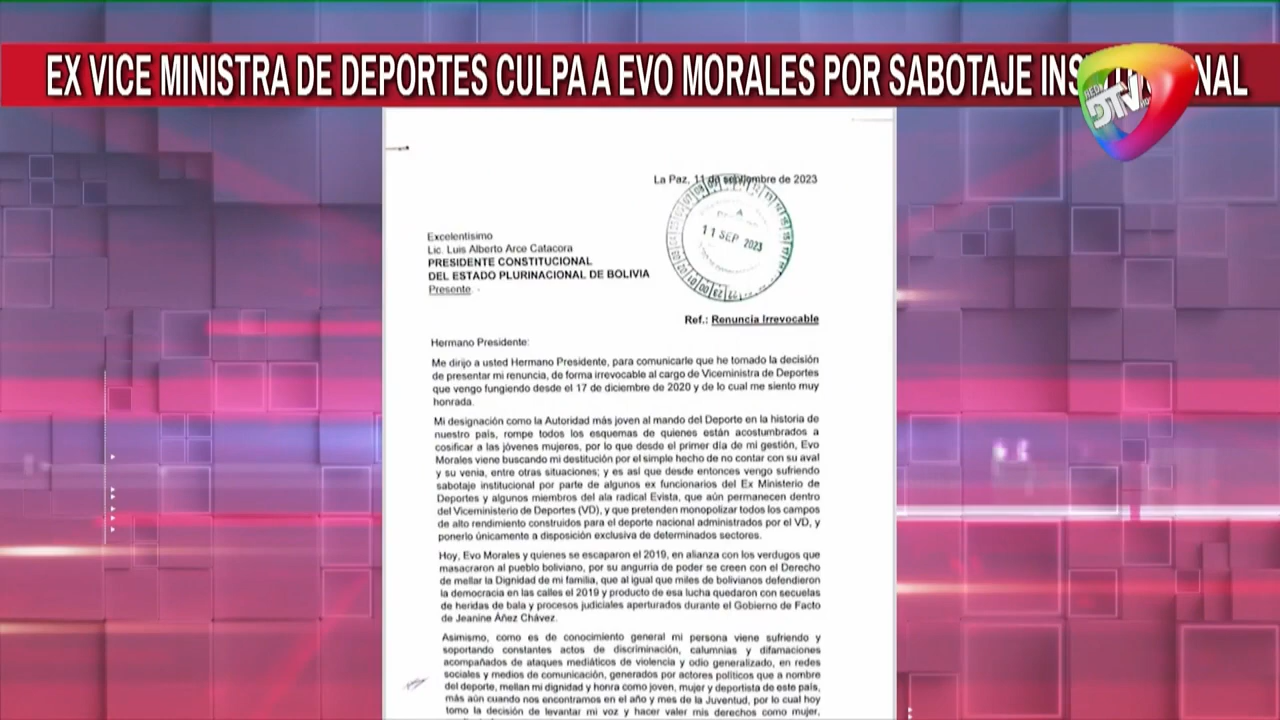 EX VICE MINISTRA DE DEPORTES CULPA A EVO MORALES POR SABOTAJE
DTV
La Paz, 11 de septiembre de 2023
11 SEP 2023
Excelentísimo
Lic. Luis Alberto Arce Catacora
PRESIDENTE CONSTITUCIONAL
DEL ESTADO PLURINACIONAL DE BOLIVIA
Presente. -
Ref.: Renuncia Irrevocable
Hermano Presidente:
Me dirijo a usted Hermano Presidente, para comunicarle que he tomado la decisión
de presentar mi renuncia, de forma irrevocable al cargo de Viceministra de Deportes
que vengo fungiendo desde el 17 de diciembre de 2020 y de lo cual me siento muy
honrada.
Mi designación como la Autoridad más joven al mando del Deporte en la historia de
nuestro país, rompe todos los esquemas de quienes están acostumbrados a
cosificar a las jóvenes mujeres, por lo que desde el primer día de mi gestión, Evo
Morales viene buscando mi destitución por el simple hecho de no contar con su aval
y su venia, entre otras situaciones; y es así que desde entonces vengo sufriendo
sabotaje institucional por parte de algunos ex funcionarios del Ex Ministerio de
Deportes y algunos miembros del ala radical Evista, que aún permanecen dentro
del Viceministerio de Deportes (VD), y que pretenden monopolizar todos los campos
de alto rendimiento construidos para el deporte nacional administrados por el VD, y
ponerlo únicamente a disposición exclusiva de determinados sectores.
Hoy, Evo Morales y quienes se escaparon el 2019, en alianza con los verdugos que
masacraron al pueblo boliviano, por su angurria de poder se creen con el Derecho
de mellar la Dignidad de mi familia, que al igual que miles de bolivianos defendieron
la democracia en las calles el 2019 y producto de esa lucha quedaron con secuelas
de heridas de bala y procesos judiciales aperturados durante el Gobierno de Facto
de Jeanine Áñez Chávez.
Asimismo, como es de conocimiento general mi persona viene sufriendo y
soportando constantes actos de discriminación, calumnias y difamaciones
acompañados de ataques mediáticos de violencia y odio generalizado, en redes
sociales y medios de comunicación, generados por actores políticos que a nombre
del deporte, mellan mi dignidad y honra como joven, mujer y deportista de este país,
más aún cuando nos encontramos en el año y mes de la Juventud, por lo cual hoy
tomo la decisión de levantar mi voz y hacer valer mis derechos como mujer,